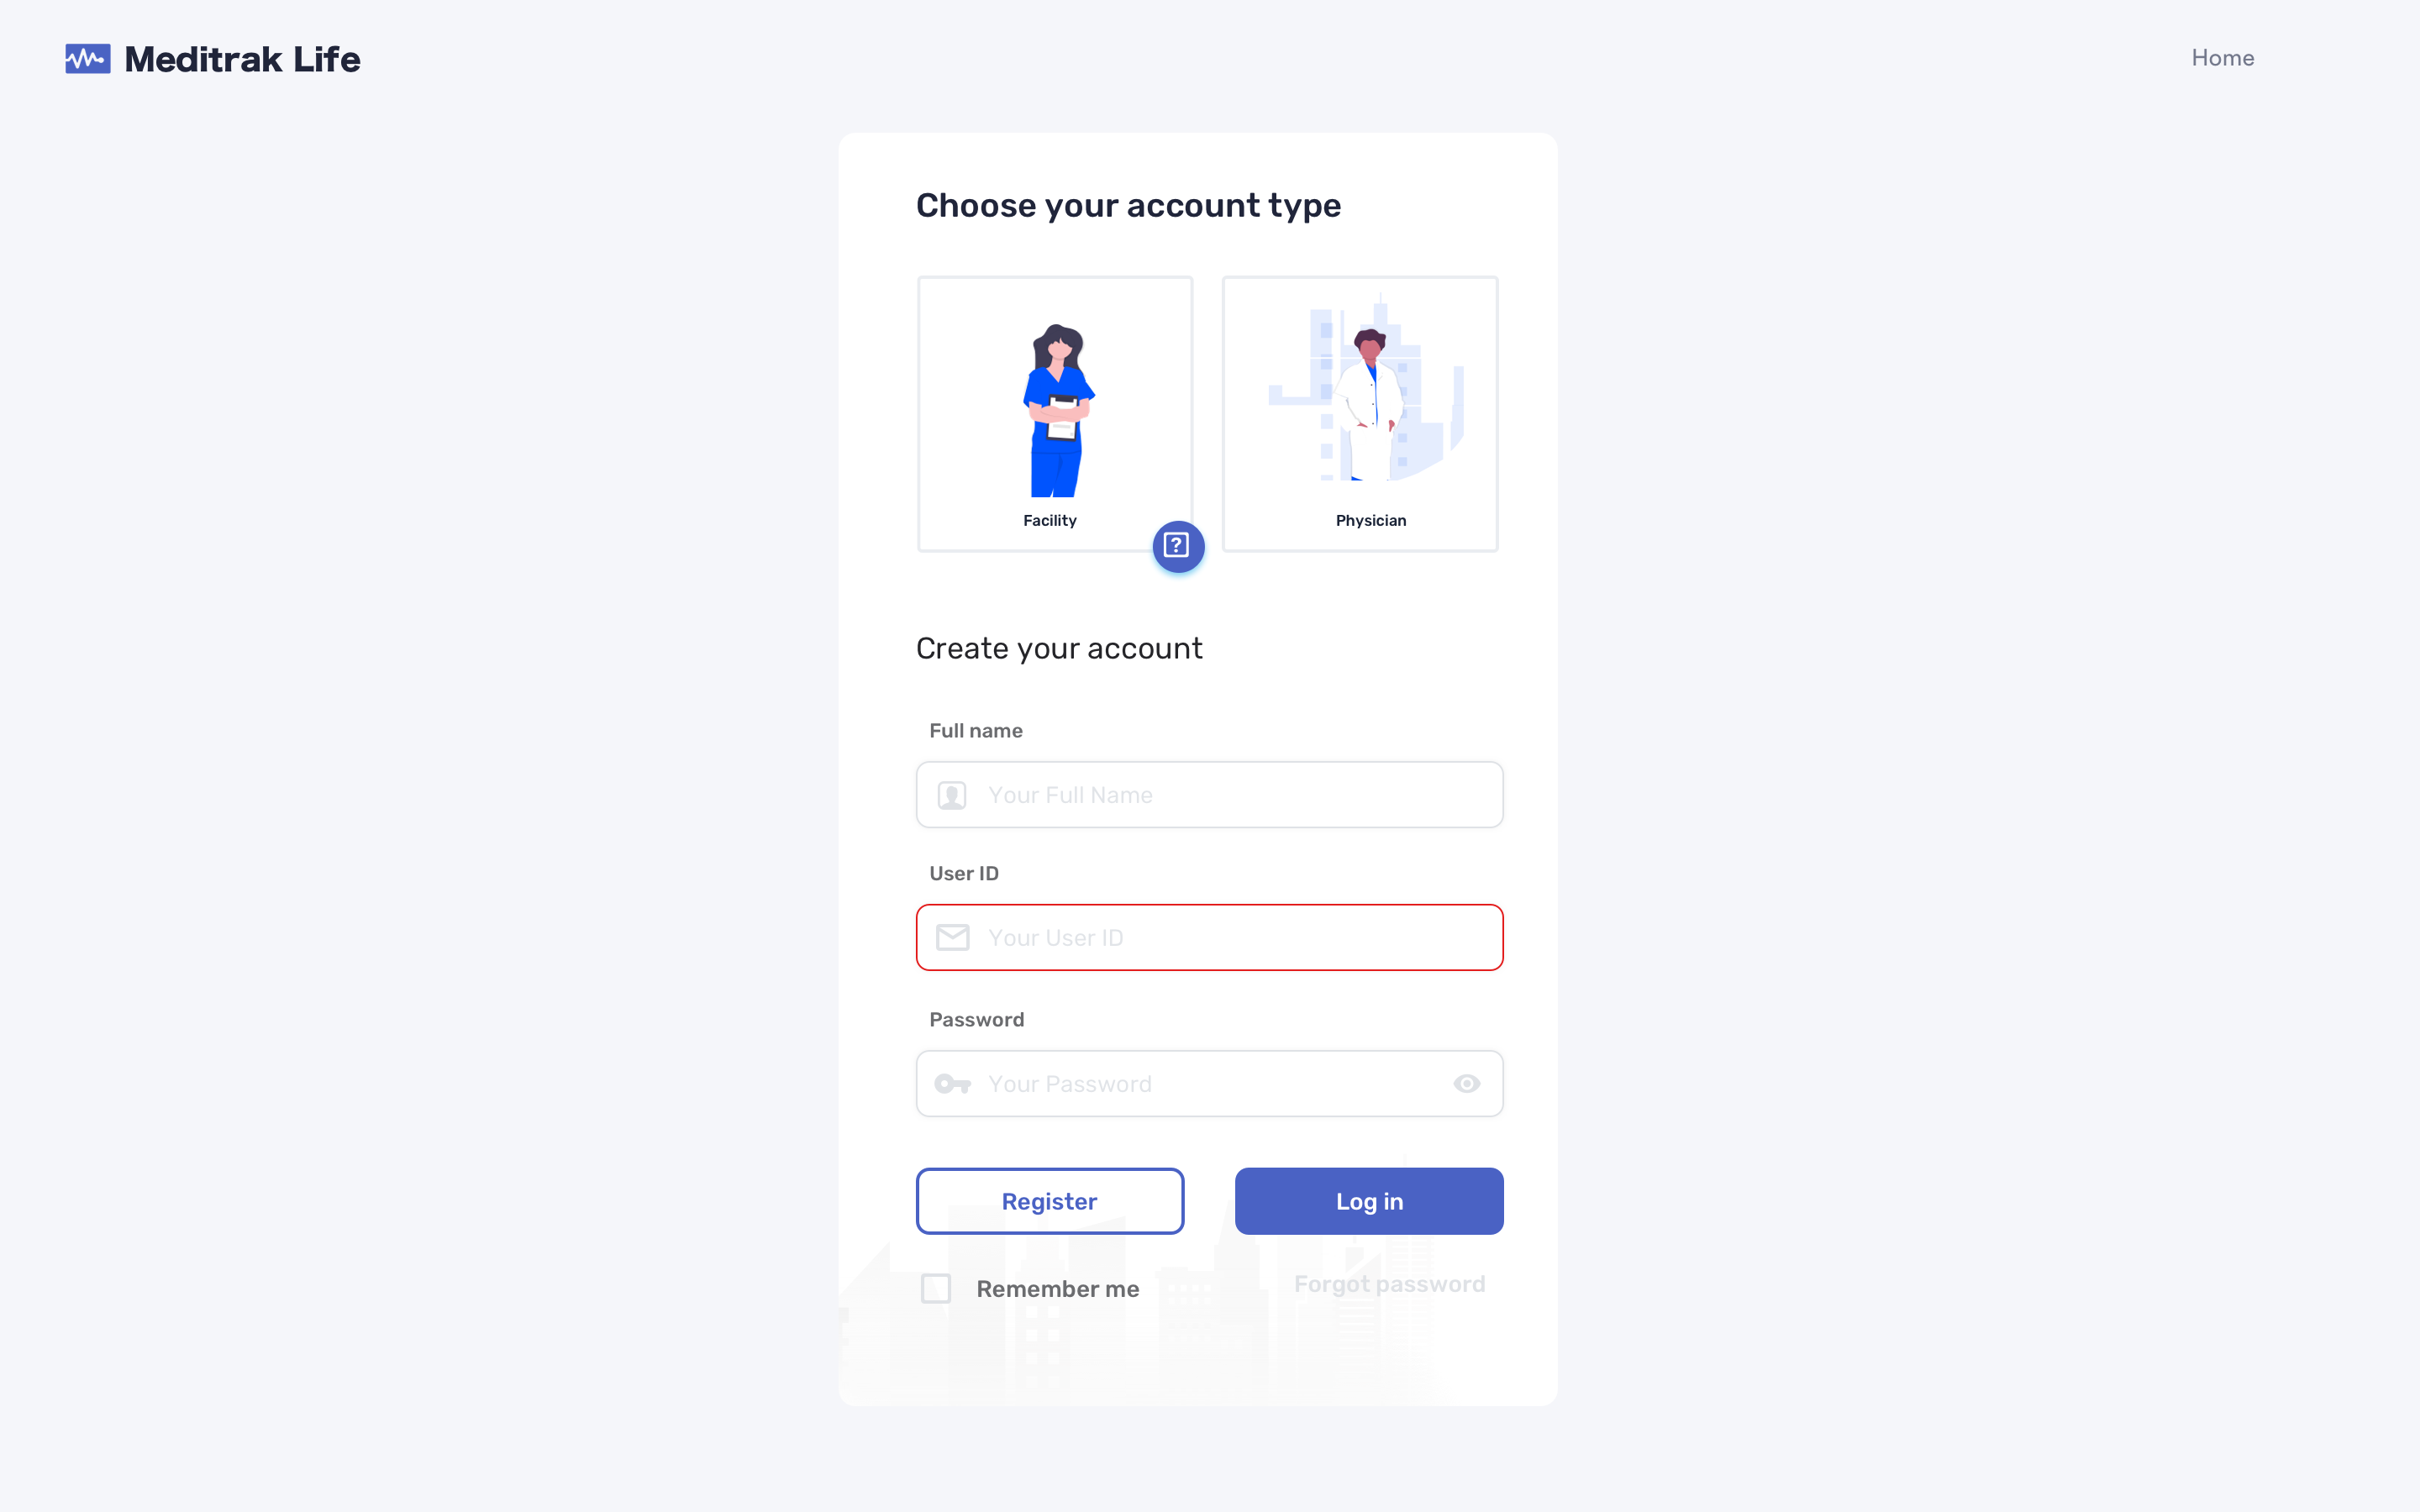 Meditrak Life
Home
Choose your account type
Facility
Physician
?
Create your account
Full name
Your Full Name
User ID
Your User ID
Password
Your Password
Register
Log in
Remember me
Forgot password